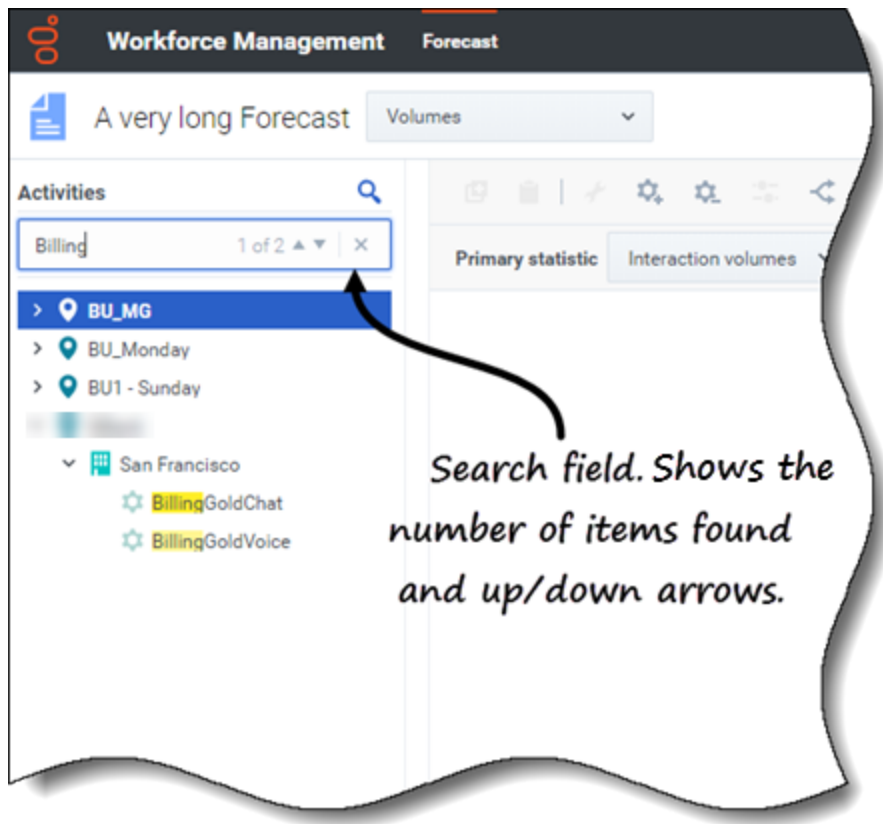 Workforce Management Forecast
A very long Forecast Volumes
Activities
Billing 1 of 2
Primary statistic Interaction volumes
BU_MG
BU_Monday
BU1 - Sunday
San Francisco
BillingGoldChat
BillingGoldVoice
Search field. Shows the
number of items found
and up/down arrows.